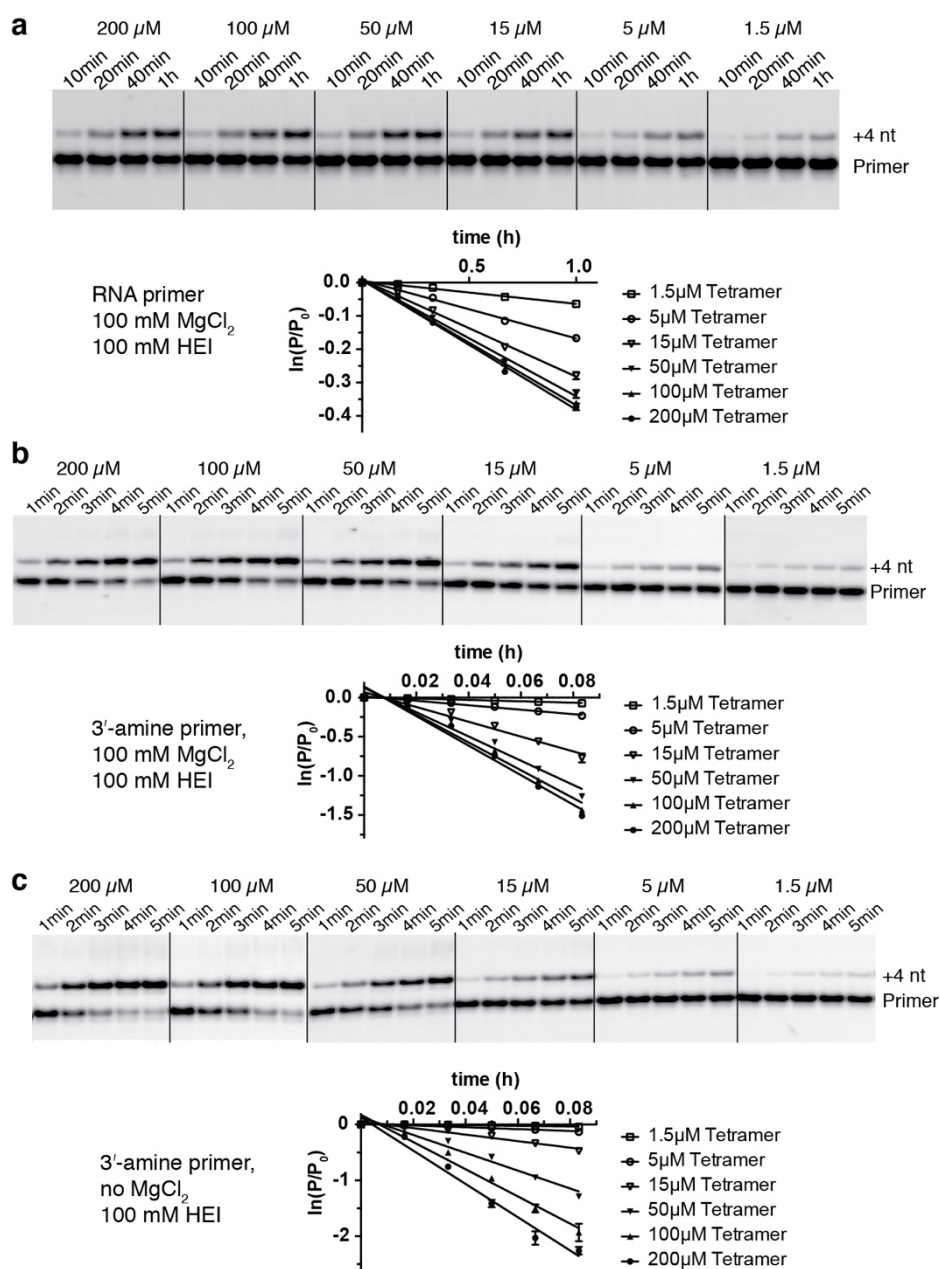 a
200 µM 100 µM 50 µM 15 µM 5 µM 1.5 µM
10min 20min 40min 1h 10min 20min 40min 1h 10min 20min 40min 1h 10min 20min 40min 1h 10min 20min 40min 1h 10min 20min 40min 1h
+4 nt
Primer
time (h)
0.5 1.0
RNA primer
100 mM MgCl2
100 mM HEI
ln(P/P0)
0.0
-0.1
-0.2
-0.3
-0.4
1.5µM Tetramer
5µM Tetramer
15µM Tetramer
50µM Tetramer
100µM Tetramer
200µM Tetramer
b
200 µM 100 µM 50 µM 15 µM 5 µM 1.5 µM
1min 2min 3min 4min 5min 1min 2min 3min 4min 5min 1min 2min 3min 4min 5min 1min 2min 3min 4min 5min 1min 2min 3min 4min 5min 1min 2min 3min 4min 5min
+4 nt
Primer
time (h)
0.02 0.04 0.06 0.08
3′-amine primer,
100 mM MgCl2
100 mM HEI
ln(P/P0)
0.0
-0.5
-1.0
-1.5
1.5µM Tetramer
5µM Tetramer
15µM Tetramer
50µM Tetramer
100µM Tetramer
200µM Tetramer
c
200 µM 100 µM 50 µM 15 µM 5 µM 1.5 µM
1min 2min 3min 4min 5min 1min 2min 3min 4min 5min 1min 2min 3min 4min 5min 1min 2min 3min 4min 5min 1min 2min 3min 4min 5min 1min 2min 3min 4min 5min
+4 nt
Primer
time (h)
0.02 0.04 0.06 0.08
3′-amine primer,
no MgCl2
100 mM HEI
ln(P/P0)
0
-1
-2
1.5µM Tetramer
5µM Tetramer
15µM Tetramer
50µM Tetramer
100µM Tetramer
200µM Tetramer